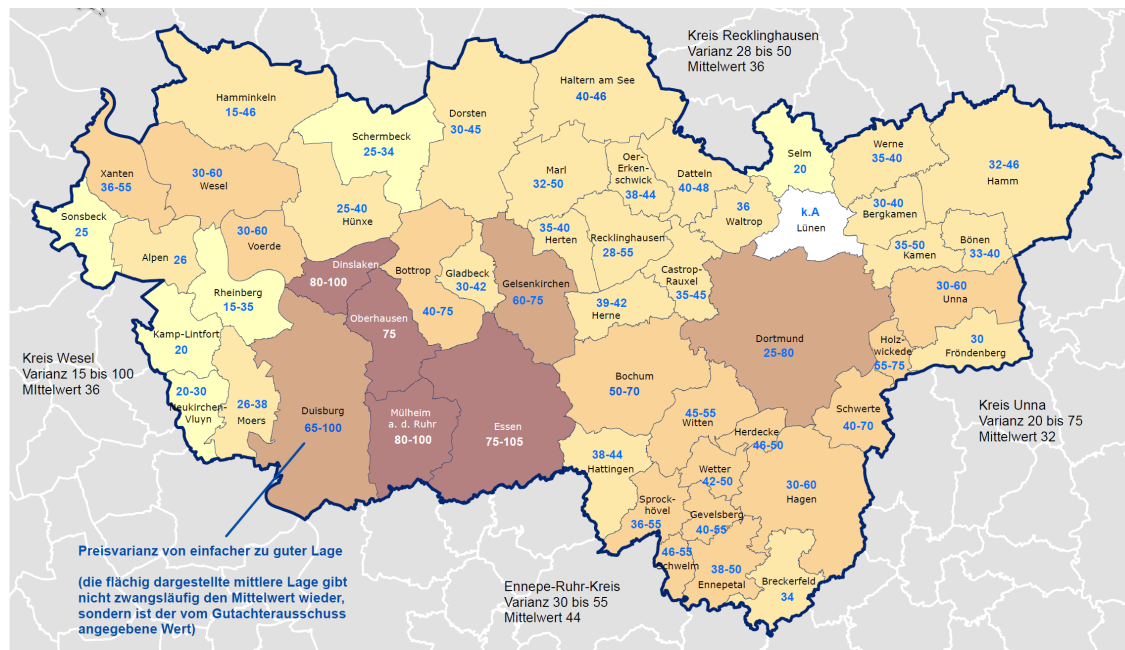 Kreis Recklinghausen
Varianz 28 bis 50
Mittelwert 36
Haltern am See
40-46
Hamminkeln
15-46
Dorsten
30-45
Schermbeck
25-34
Selm
20
Werne
35-40
32-46
Hamm
Xanten
36-55
30-60
Wesel
Marl
32-50
Oer-
Erken-
schwick
38-44
Datteln
40-48
36
Waltrop
k.A
Lünen
30-40
Bergkamen
Sonsbeck
25
25-40
Hünxe
30-60
Voerde
35-40
Herten
Recklinghausen
28-55
35-50
Kamen
Bönen
33-40
Alpen 26
Dinslaken
80-100
Bottrop
40-75
Gladbeck
30-42
Gelsenkirchen
60-75
Castrop-
Rauxel
35-45
30-60
Unna
Rheinberg
15-35
Oberhausen
75
39-42
Herne
Kamp-Lintfort
20
Dortmund
25-80
Holz-
wickede
55-75
30
Fröndenberg
Kreis Wesel
Varianz 15 bis 100
MIttelwert 36
20-30
Neukirchen-
Vluyn
26-38
Moers
Duisburg
65-100
Mülheim
a. d. Ruhr
80-100
Essen
75-105
Bochum
50-70
45-55
Witten
Herdecke
46-50
Schwerte
40-70
Kreis Unna
Varianz 20 bis 75
Mittelwert 32
38-44
Hattingen
Wetter
42-50
30-60
Hagen
Sprock-
hövel
36-55
Gevelsberg
40-55
46-55
Schwelm
38-50
Ennepetal
Breckerfeld
34
Preisvarianz von einfacher zu guter Lage
(die flächig dargestellte mittlere Lage gibt
nicht zwangsläufig den Mittelwert wieder,
sondern ist der vom Gutachterausschuss
angegebene Wert)
Ennepe-Ruhr-Kreis
Varianz 30 bis 55
Mittelwert 44